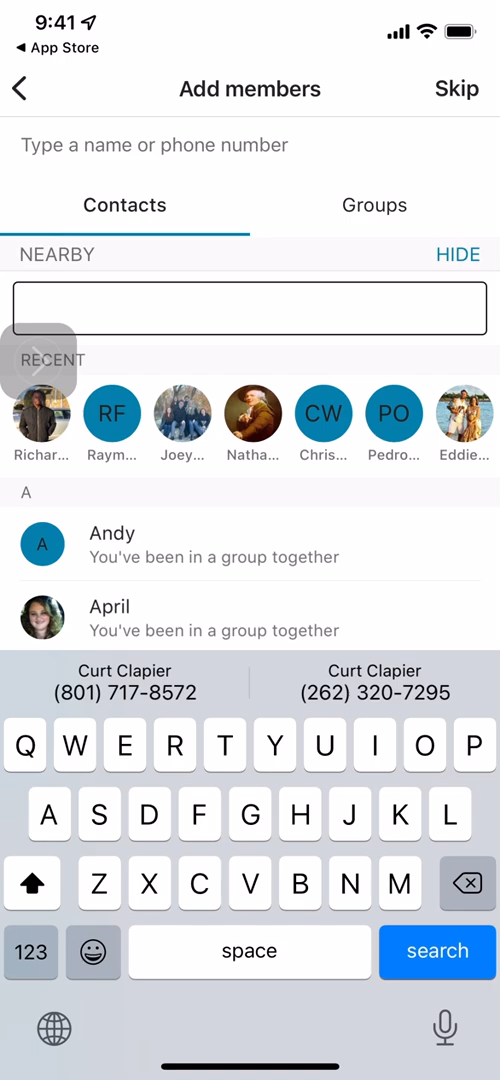 9:41
◀ App Store
Add members
Skip
Type a name or phone number
Contacts
Groups
NEARBY
HIDE
RECENT
RF
CW
PO
Richar...
Raym...
Joey...
Natha...
Chris...
Pedro...
Eddie...
A
A
Andy
You've been in a group together
April
You've been in a group together
Curt Clapier
(801) 717-8572
Curt Clapier
(262) 320-7295
Q W E R T Y U I O P
A S D F G H J K L
Z X C V B N M
123
space
search